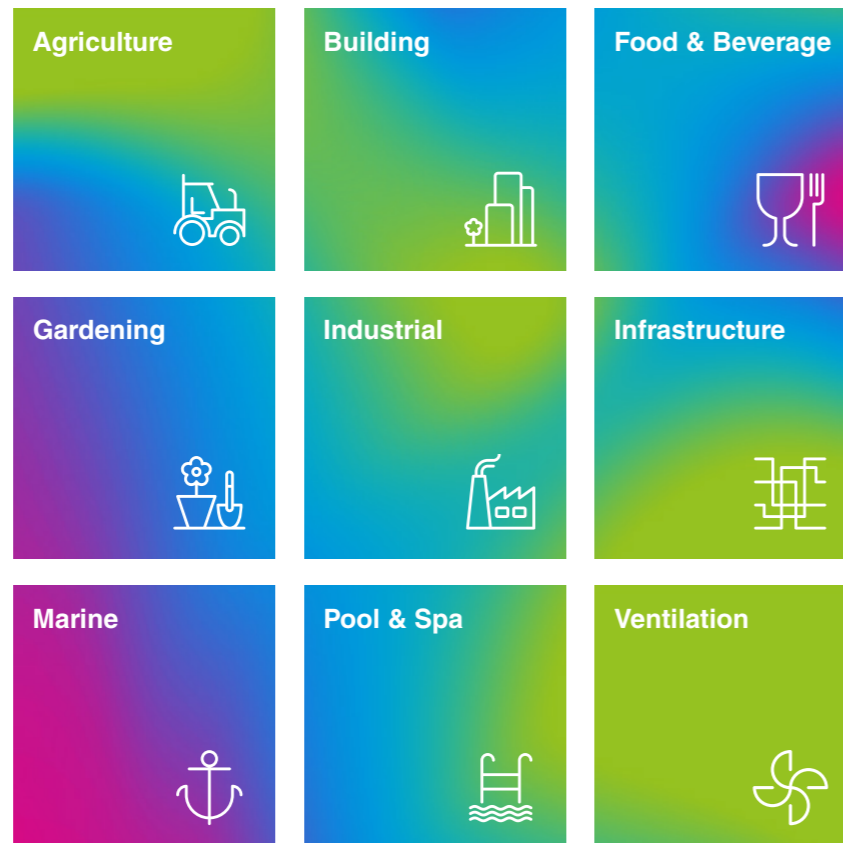 Agriculture
Building
Food & Beverage
Gardening
Industrial
Infrastructure
Marine
Pool & Spa
Ventilation